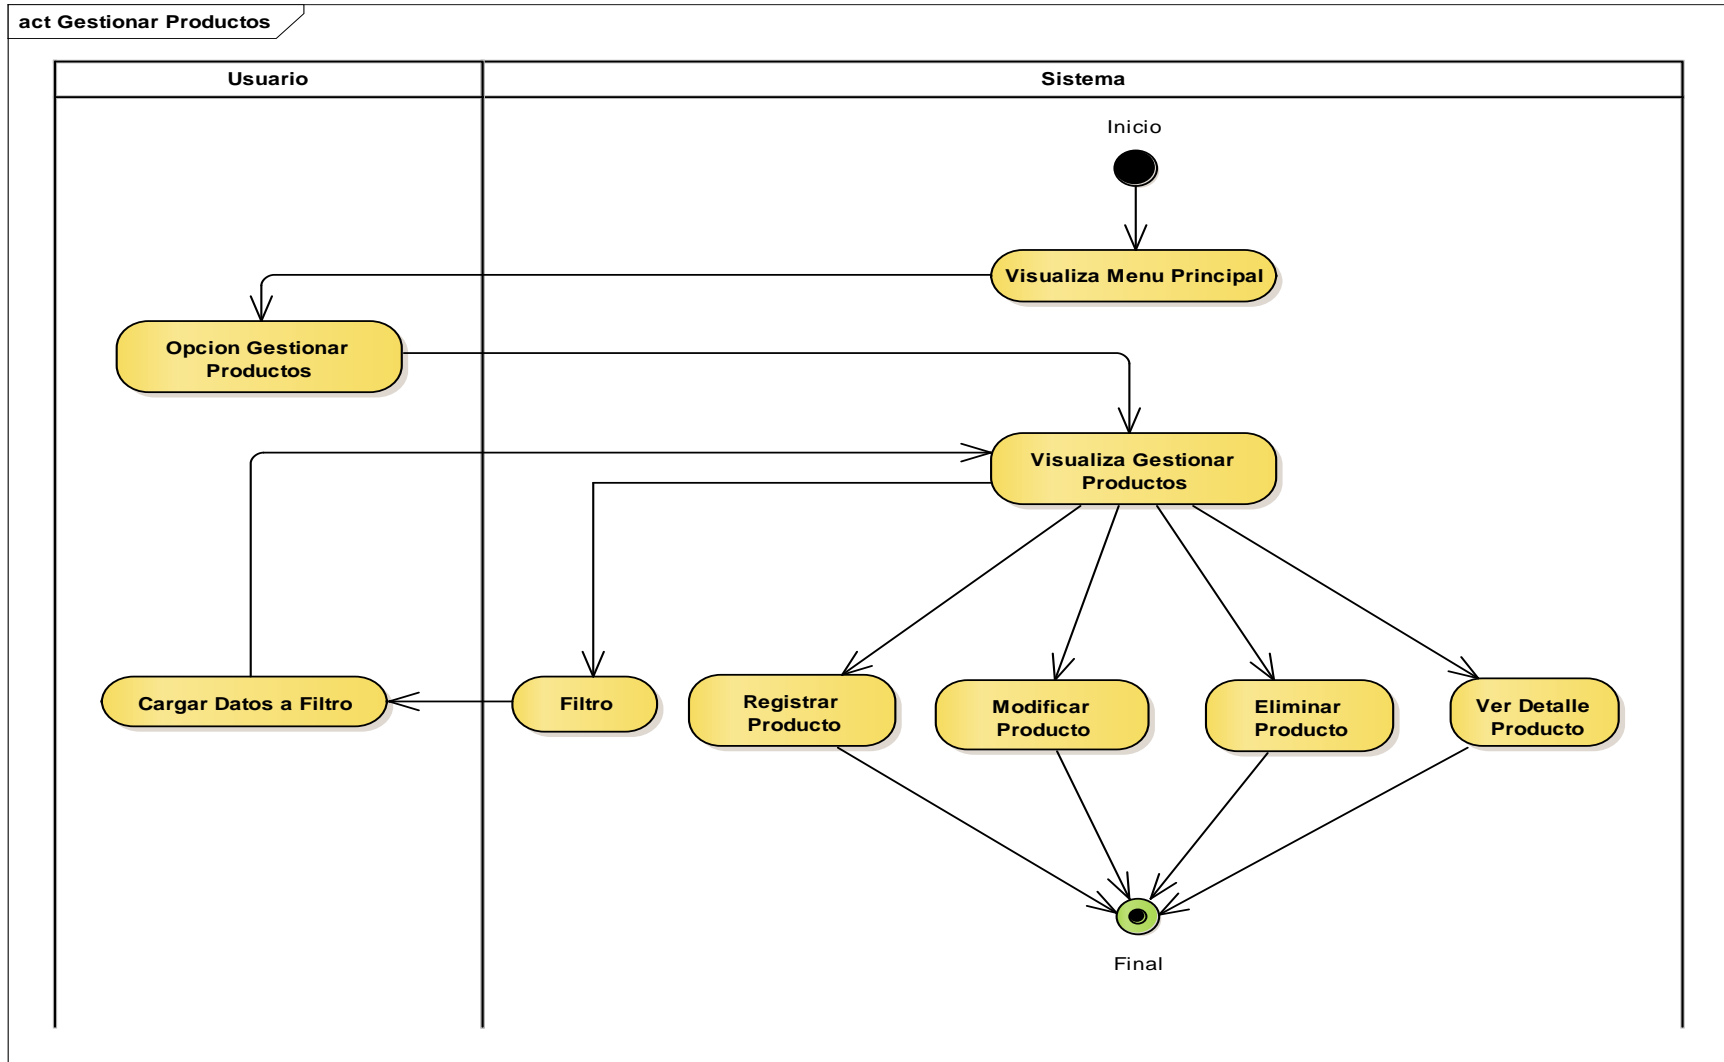 act Gestionar Productos
Usuario
Sistema
Inicio
Visualiza Menu Principal
Opcion Gestionar
Productos
Visualiza Gestionar
Productos
Cargar Datos a Filtro
Filtro
Registrar
Producto
Modificar
Producto
Eliminar
Producto
Ver Detalle
Producto
Final